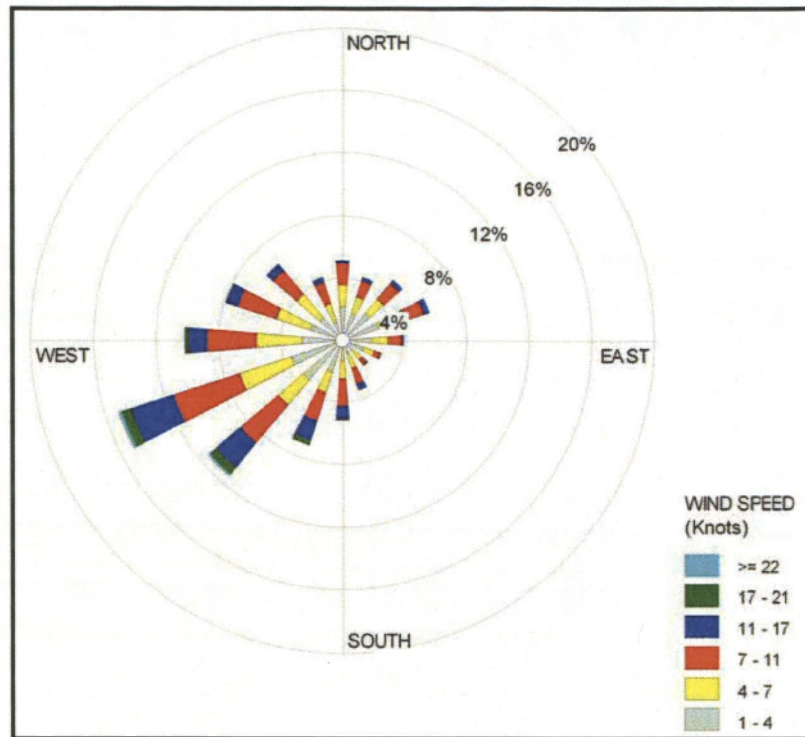 NORTH
20%
16%
12%
8%
4%
WEST
EAST
WIND SPEED
(Knots)
>= 22
17 - 21
11 - 17
7 - 11
4 - 7
1 - 4
SOUTH